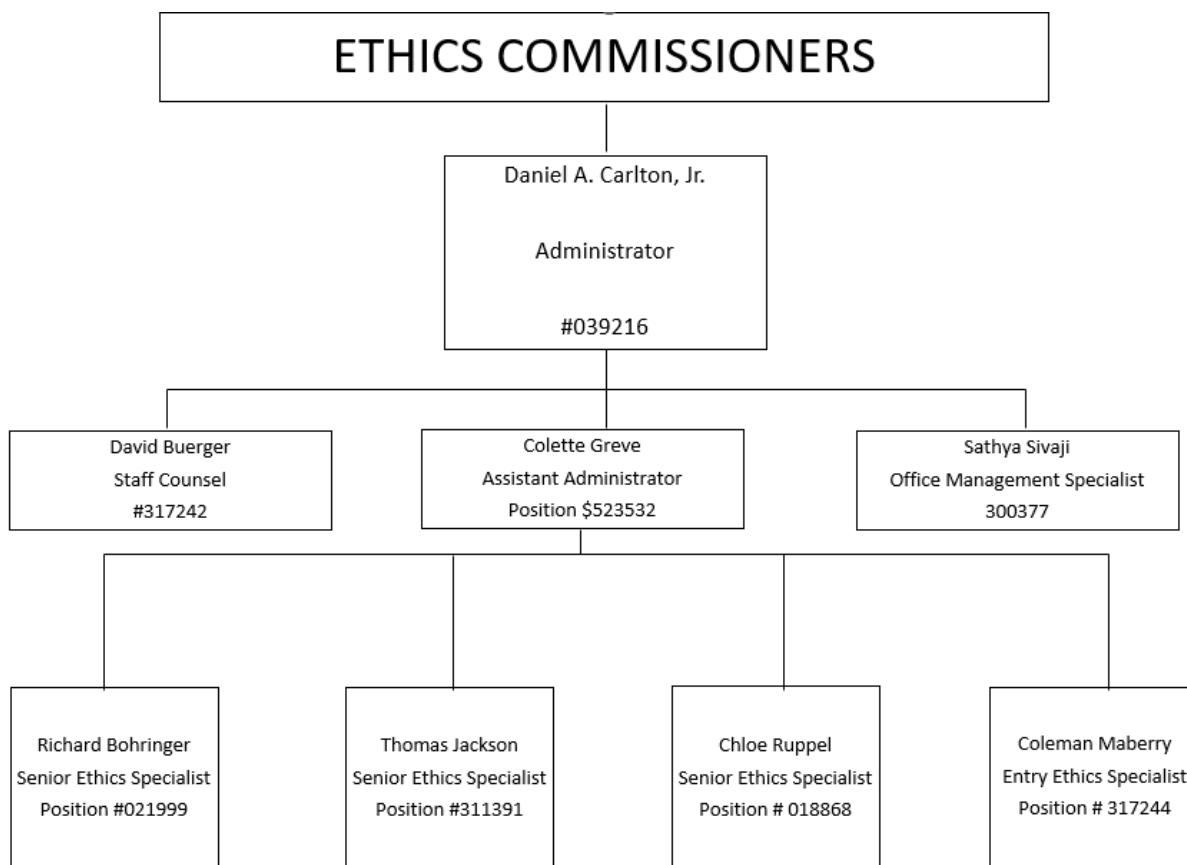 ETHICS COMMISSIONERS
Daniel A. Carlton, Jr.
Administrator
#039216
David Buerger
Staff Counsel
#317242
Colette Greve
Assistant Administrator
Position $523532
Sathya Sivaji
Office Management Specialist
300377
Richard Bohringer
Senior Ethics Specialist
Position #021999
Thomas Jackson
Senior Ethics Specialist
Position #311391
Chloe Ruppel
Senior Ethics Specialist
Position # 018868
Coleman Maberry
Entry Ethics Specialist
Position # 317244